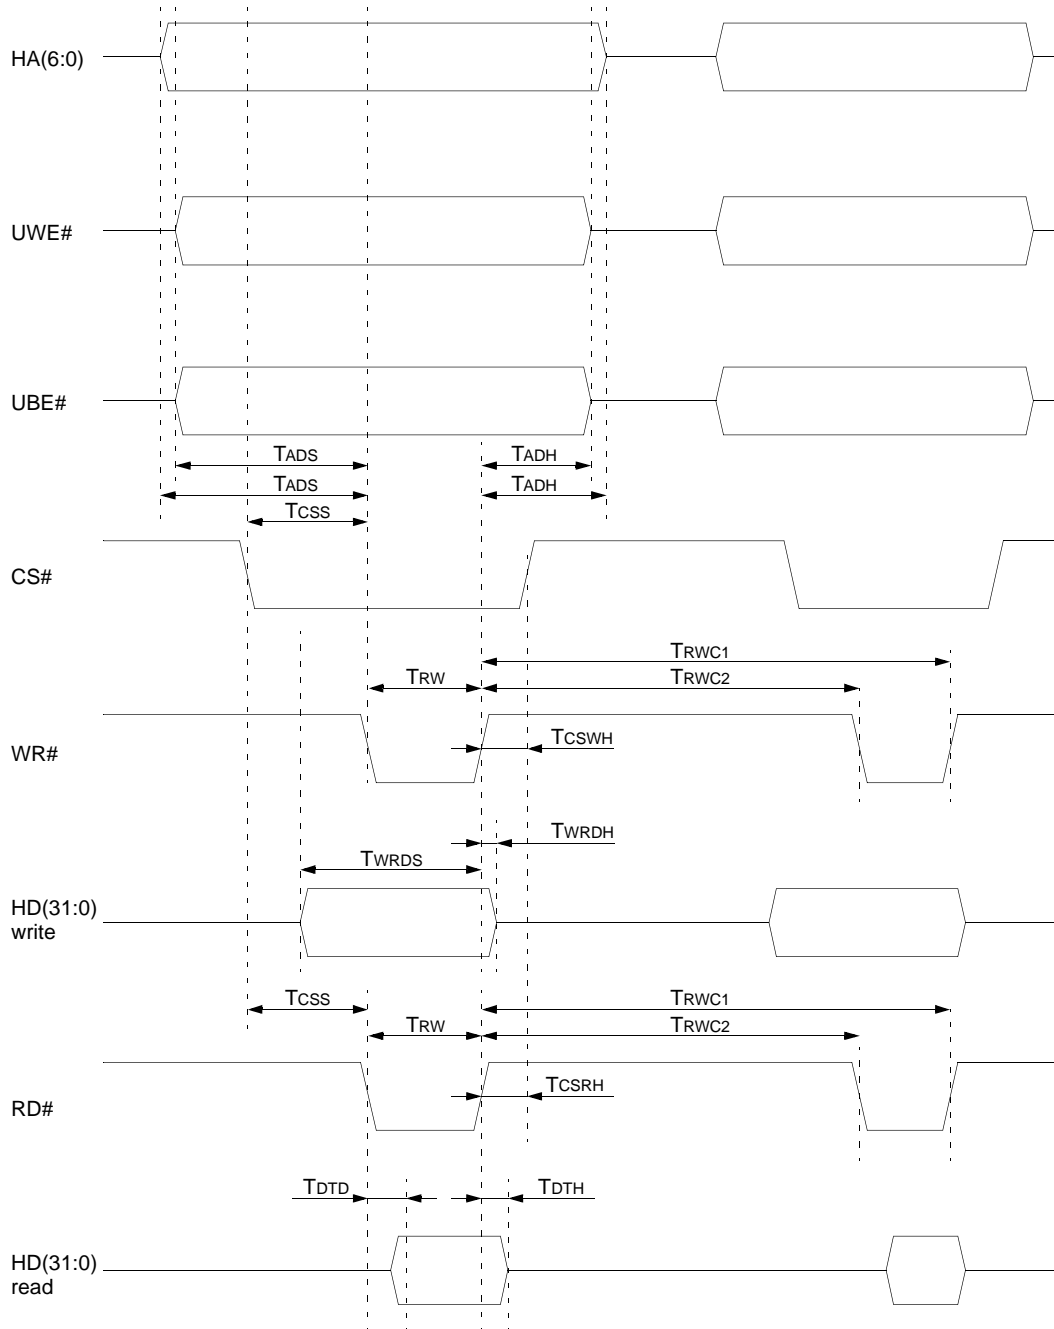 HA(6:0)
UWE#
UBE#
TADS TADH
TADS TADH
TCSS
CS#
TRWC1
TRW TRWC2
TCSWH
WR#
TWRDH
TWRDS
HD(31:0)
write
TCSS TRWC1
TRW TRWC2
TCSRH
RD#
TDTD TDTH
HD(31:0)
read